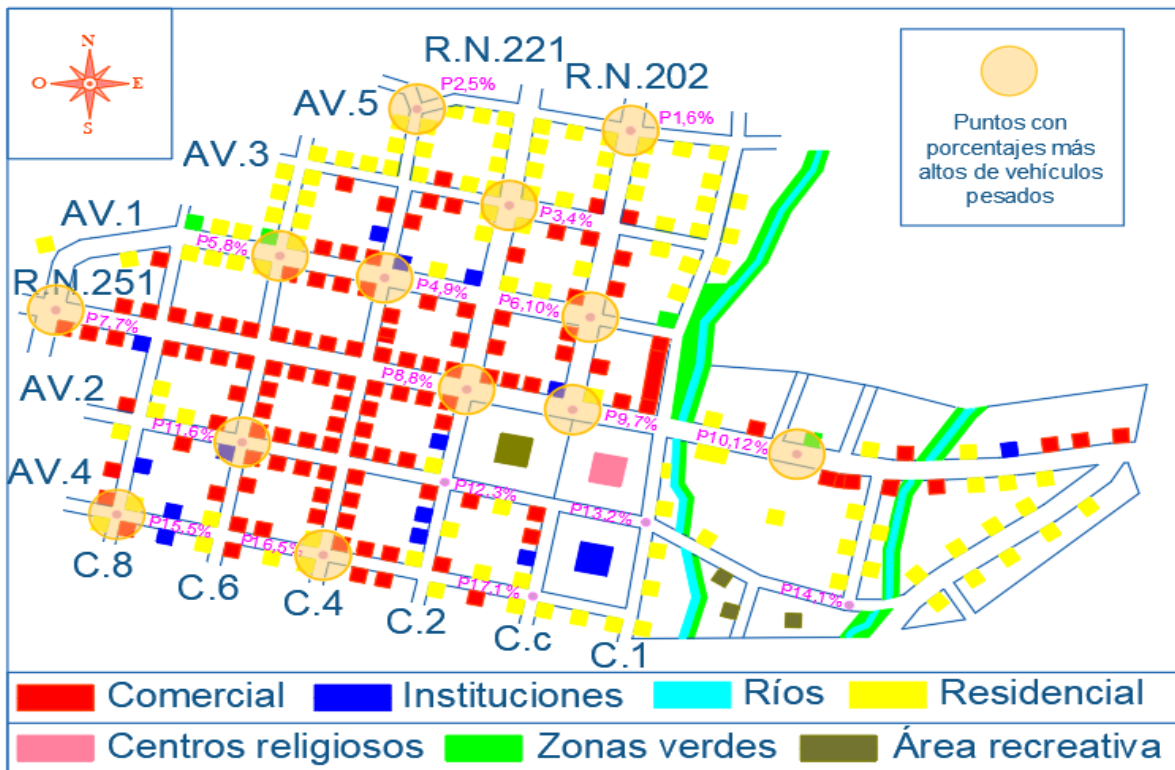 N
O
E
S
R.N.221
R.N.202
AV.5
P2,5%
P1,6%
Puntos con
porcentajes más
altos de vehículos
pesados
AV.3
P3,4%
AV.1
P5,8%
P4,9%
R.N.251
P6,10%
P7,7%
P8,8%
AV.2
P9,7%
P11,6%
P10,12%
AV.4
P12,3%
P13,2%
P15,5%
P16,5%
P17,1%
P14,1%
C.8
C.6
C.4
C.2
C.c
C.1
Comercial
Instituciones
Ríos
Residencial
Centros religiosos
Zonas verdes
Área recreativa